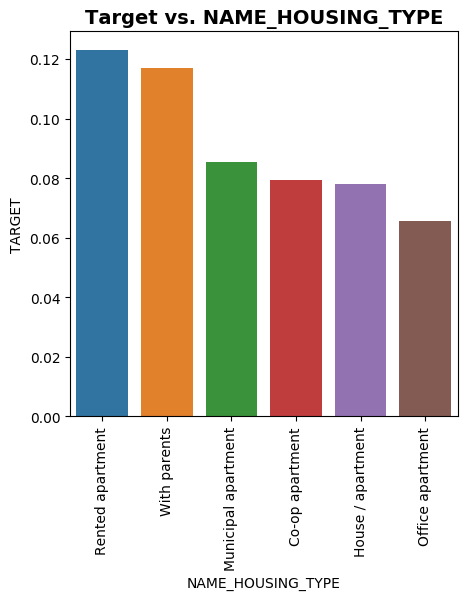 Target vs. NAME_HOUSING_TYPE
0.12
0.10
0.08
0.06
0.04
0.02
0.00
TARGET
Rented apartment
With parents
Municipal apartment
Co-op apartment
House / apartment
Office apartment
NAME_HOUSING_TYPE